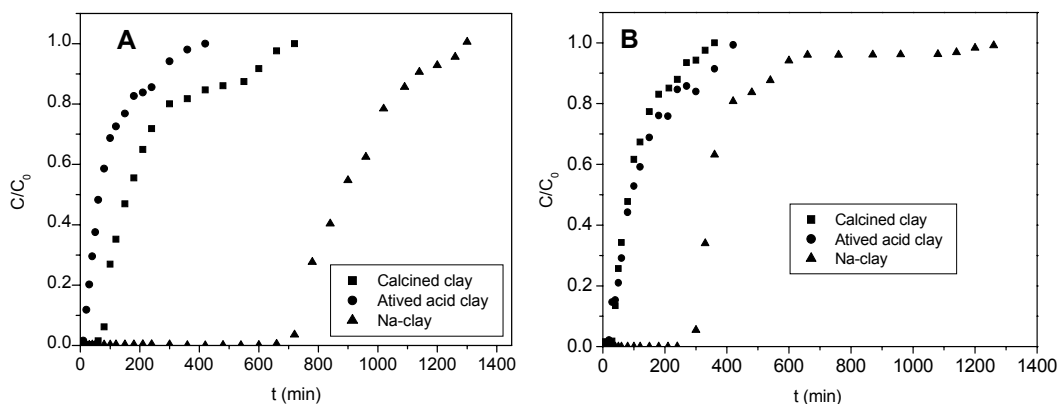 A
1.0
0.8
0.6
0.4
0.2
0.0
C/C0
Calcined clay
Atived acid clay
Na-clay
0 200 400 600 800 1000 1200 1400
t (min)
B
1.0
0.8
0.6
0.4
0.2
0.0
C/C0
Calcined clay
Atived acid clay
Na-clay
0 200 400 600 800 1000 1200 1400
t (min)